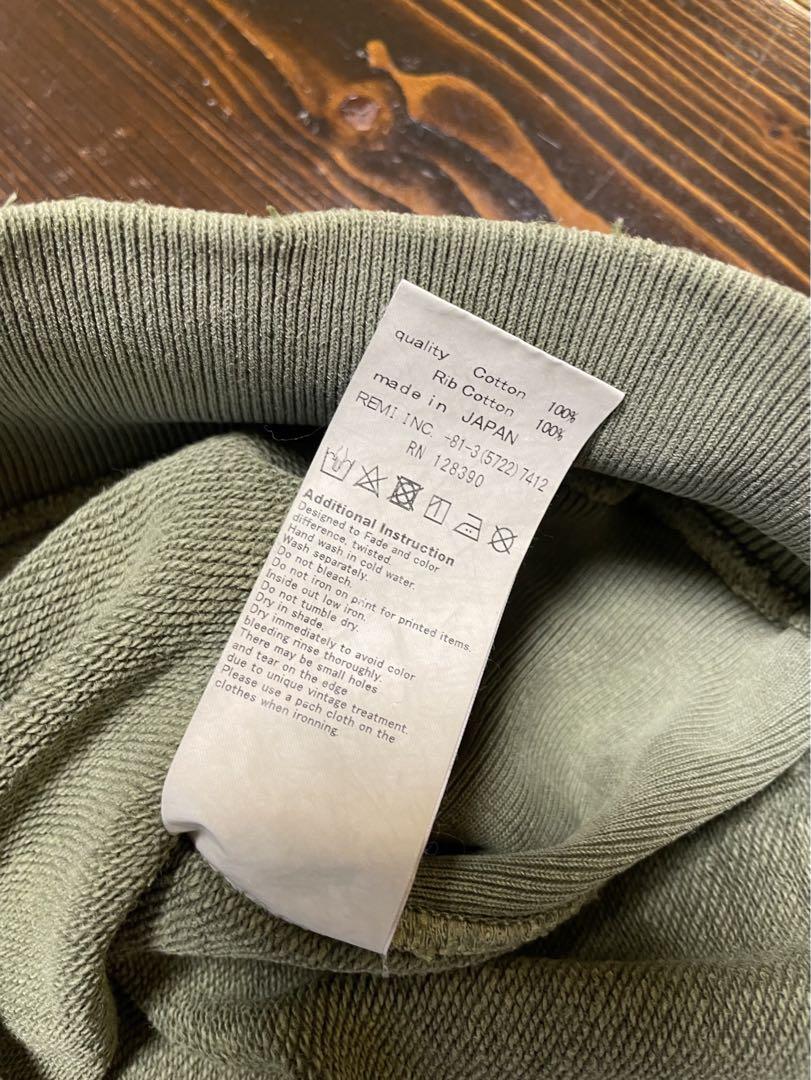 quality Cotton 100%
Rib Cotton 100%
made in JAPAN
REMI INC. -81-3(5722)7412
RN 128390
Additional Instruction
Designed to Fade and color
difference, twisted.
Hand wash in cold water.
Wash separately.
Do not bleach.
Do not iron on print for printed items.
Inside out low iron.
Do not tumble dry.
Dry in shade.
Dry immediately to avoid color
bleeding rinse thoroughly.
There may be small holes
and tear on the edge
due to unique vintage treatment.
Please use a pach cloth on the
clothes when ironning.